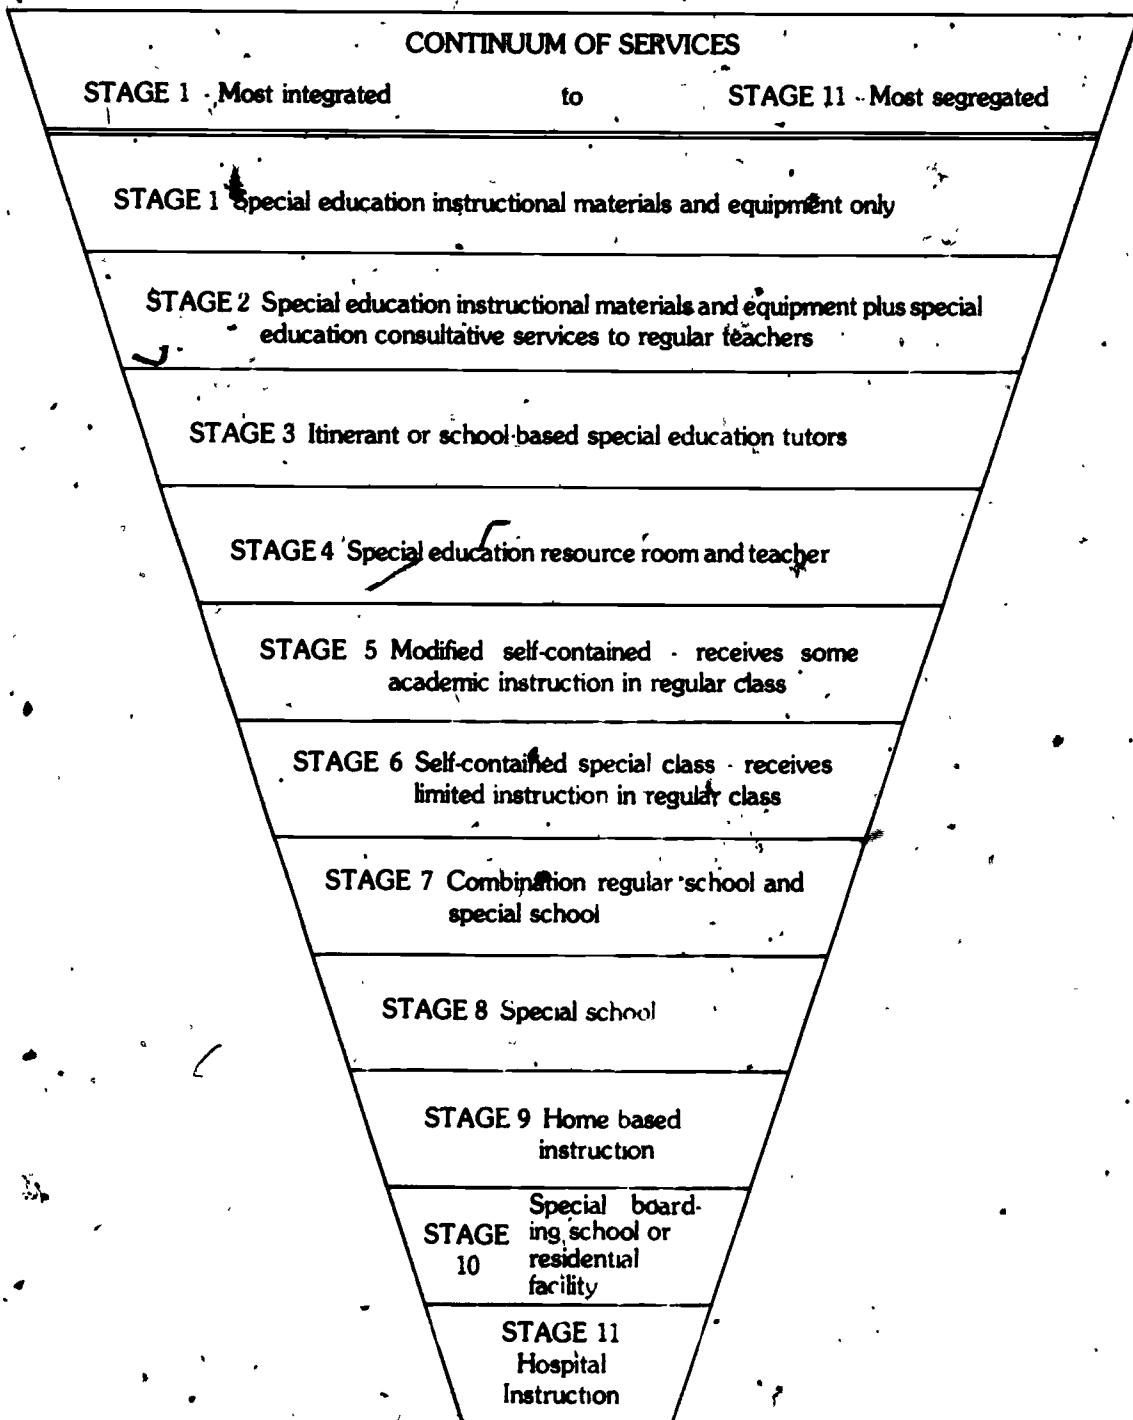 CONTINUUM OF SERVICES
STAGE 1 - Most integrated to STAGE 11 - Most segregated
STAGE 1 Special education instructional materials and equipment only
STAGE 2 Special education instructional materials and equipment plus special
education consultative services to regular teachers
STAGE 3 Itinerant or school-based special education tutors
STAGE 4 Special education resource room and teacher
STAGE 5 Modified self-contained - receives some
academic instruction in regular class
STAGE 6 Self-contained special class - receives
limited instruction in regular class
STAGE 7 Combination regular school and
special school
STAGE 8 Special school
STAGE 9 Home based
instruction
STAGE 10
Special board-
ing school or
residential
facility
STAGE 11
Hospital
Instruction